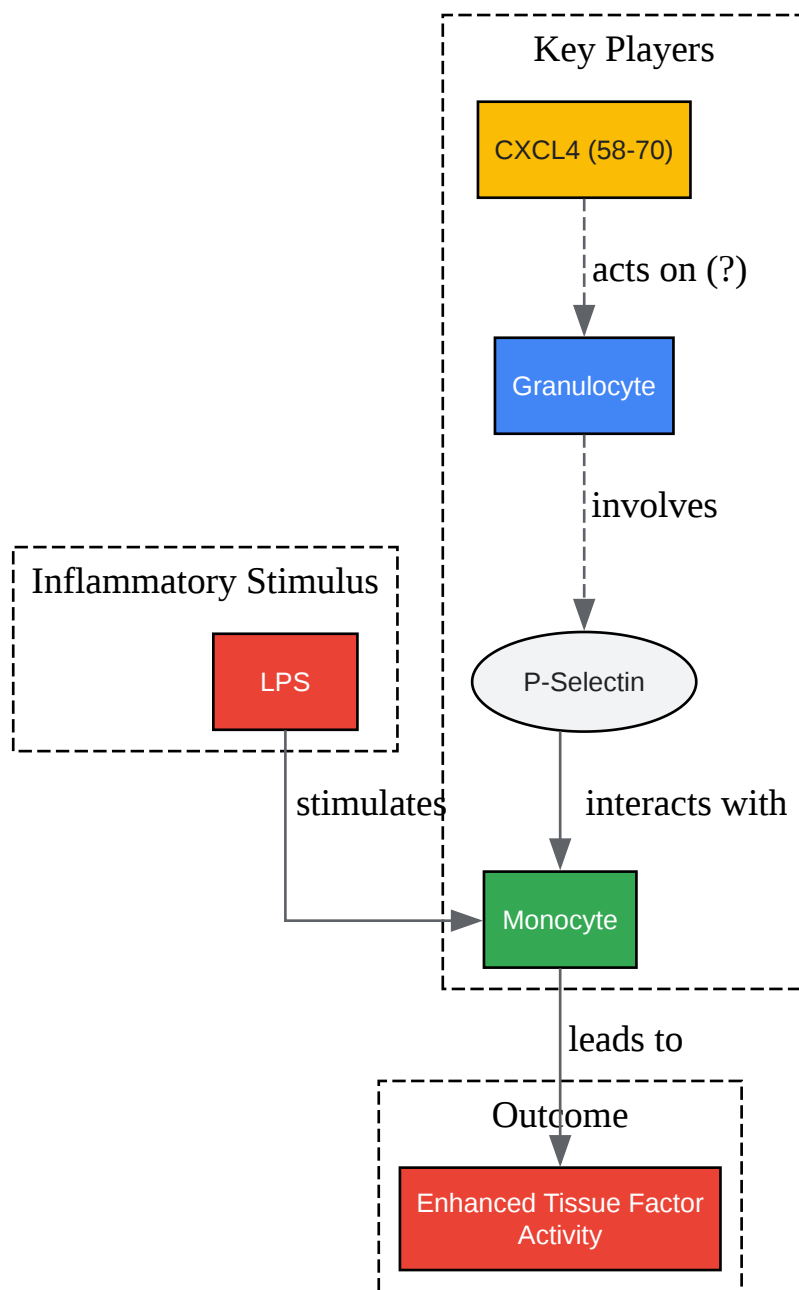 Key Players
CXCL4 (58-70)
acts on (?)
Granulocyte
involves
Inflammatory Stimulus
LPS
P-Selectin
stimulates
interacts with
Monocyte
leads to
Outcome
Enhanced Tissue Factor
Activity